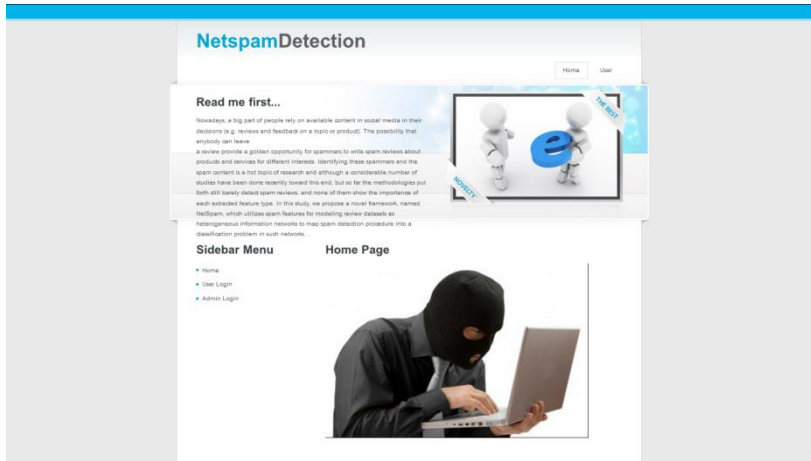 NetspamDetection
Home User
Read me first...
Nowadays, a big part of people rely on available content in social media in their
decisions (e.g. reviews and feedback on a topic or product). The possibility that
anybody can leave
a review provide a golden opportunity for spammers to write spam reviews about
products and services for different interests. Identifying these spammers and the
spam content is a hot topic of research and although a considerable number of
studies have been done recently toward this end, but so far the methodologies put
forth still barely detect spam reviews, and none of them show the importance of
each extracted feature type. In this study, we propose a novel framework, named
NetSpam, which utilizes spam features for modeling review datasets as
heterogeneous information networks to map spam detection procedure into a
classification problem in such networks. .
THE BEST
e
NOVELTY
Sidebar Menu
Home
User Login
Admin Login
Home Page